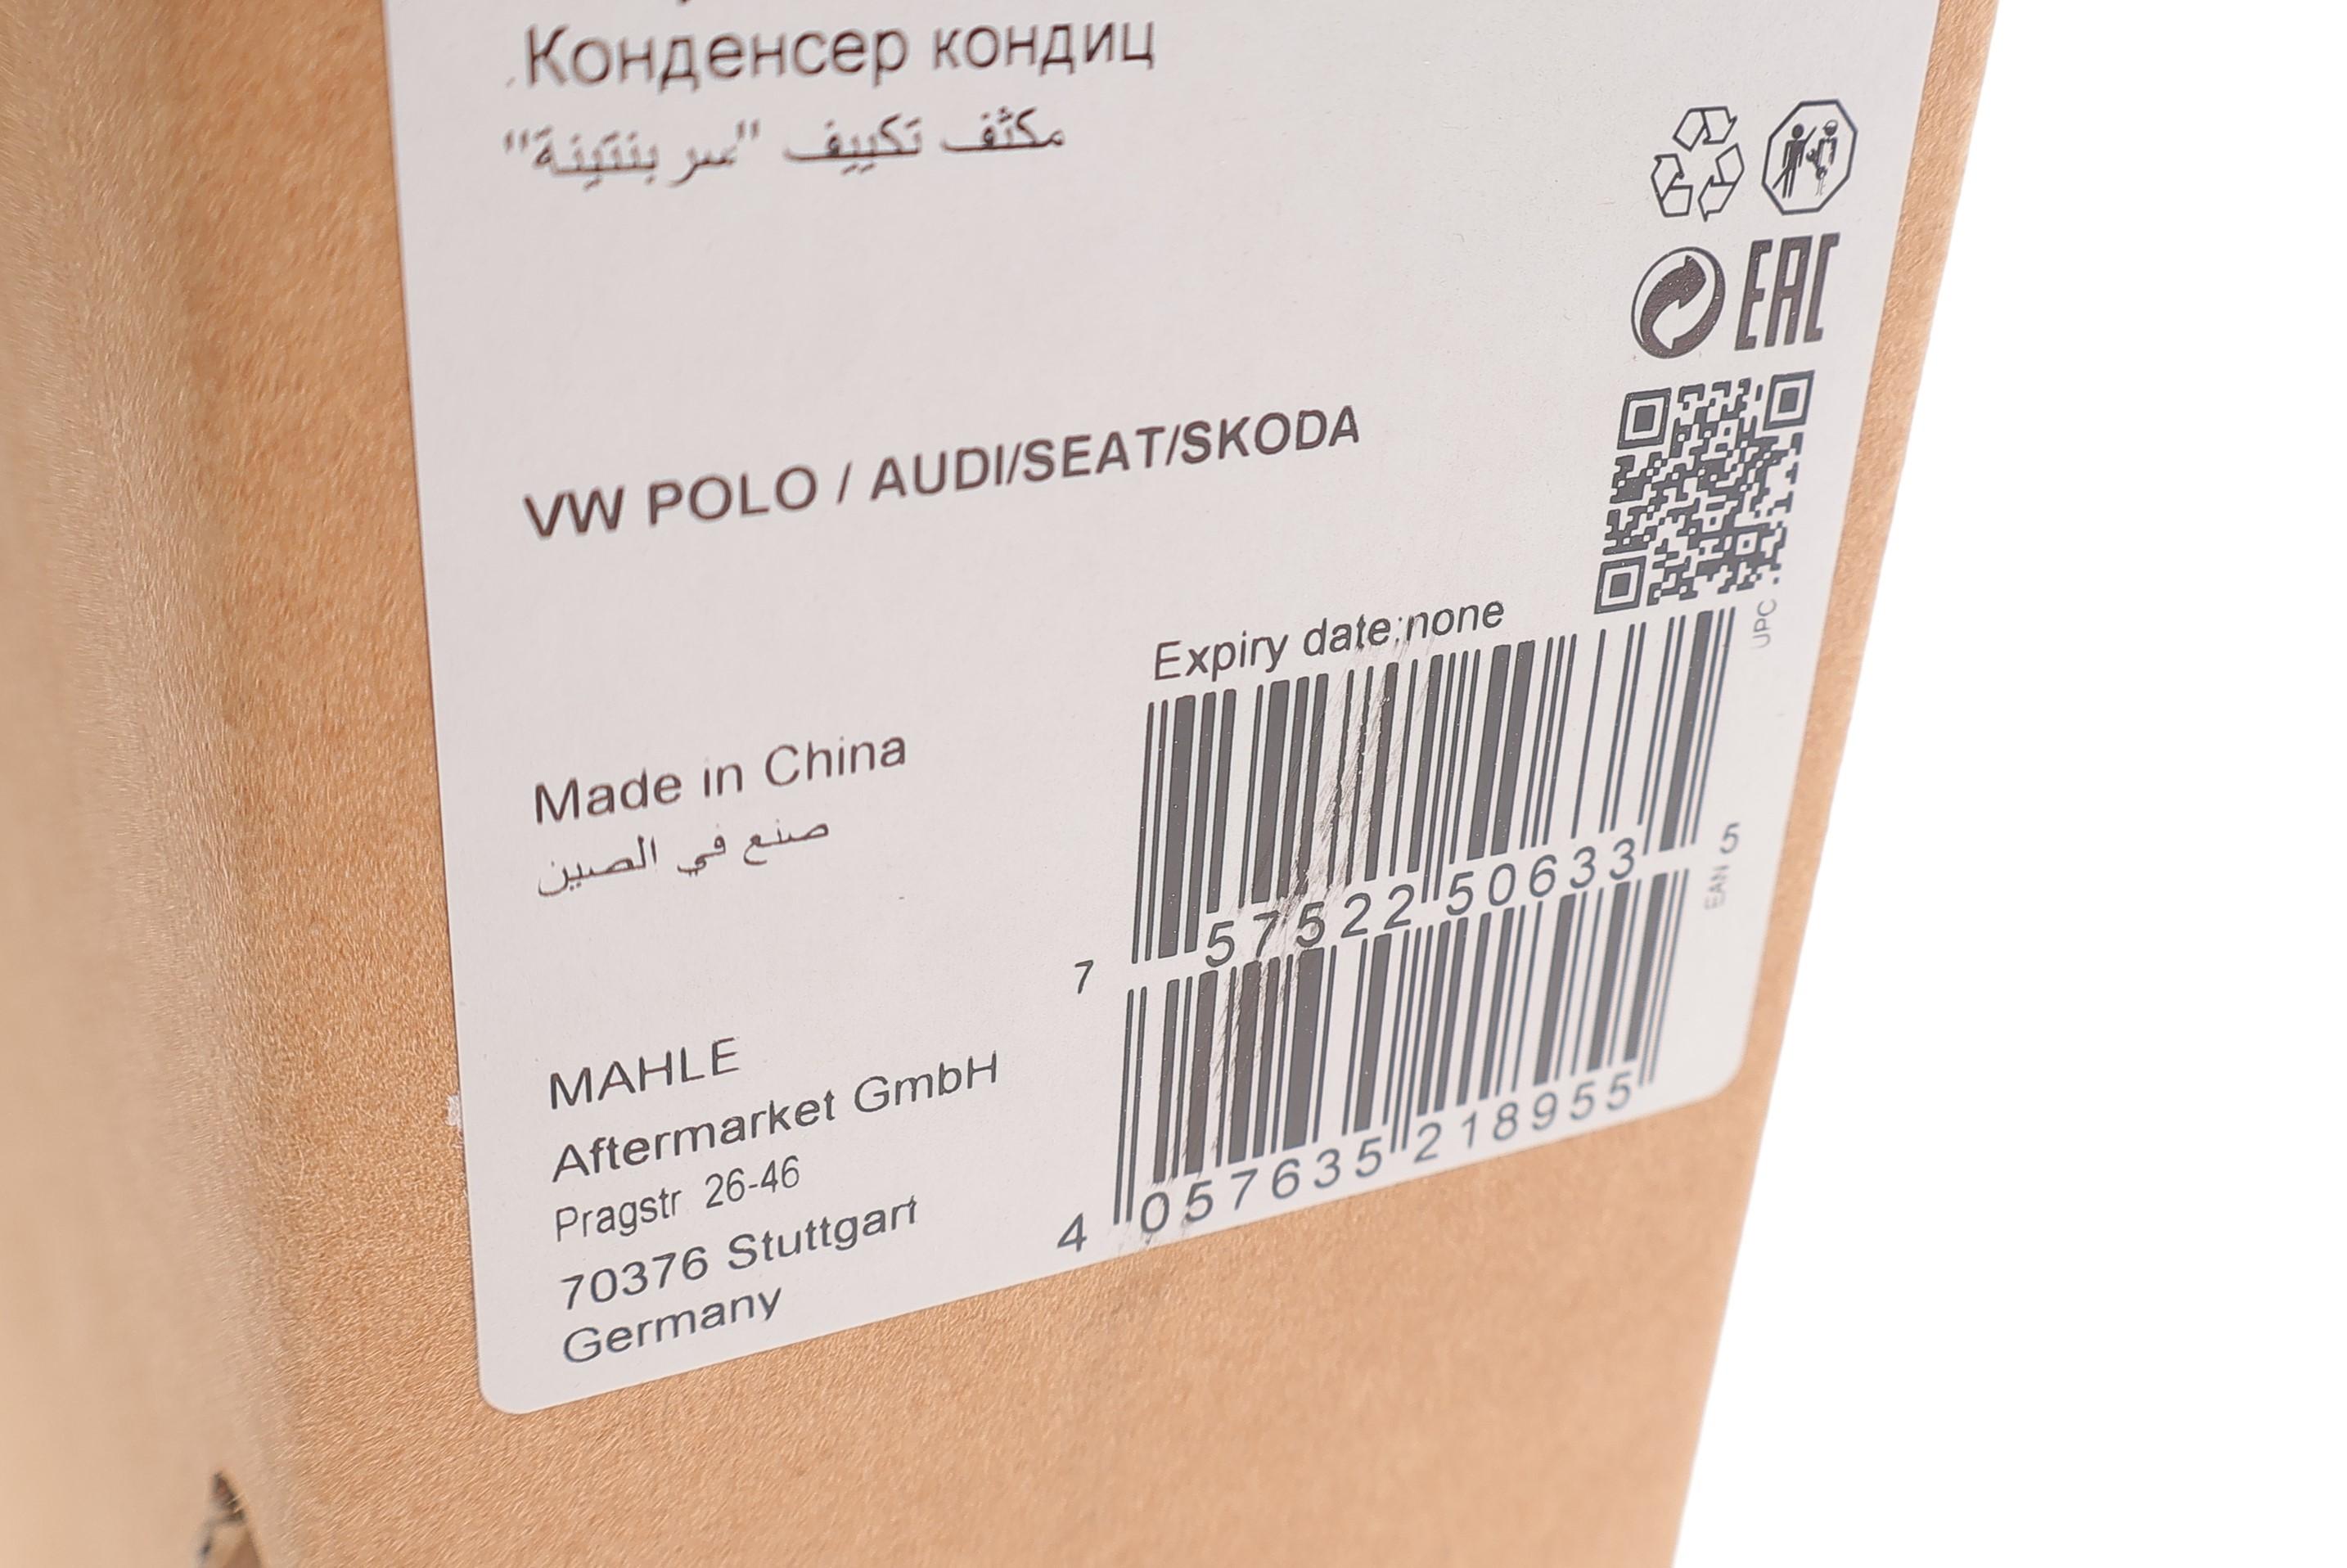 Конденсер кондиц
مكثف تكييف "سربنتينة"
EAC
VW POLO / AUDI/SEAT/SKODA
Expiry date:none
UPC
Made in China
صنع في الصين
7 57522 50633 5
EAN
MAHLE
Aftermarket GmbH
Pragstr 26-46
70376 Stuttgart
Germany
4 057635 218955